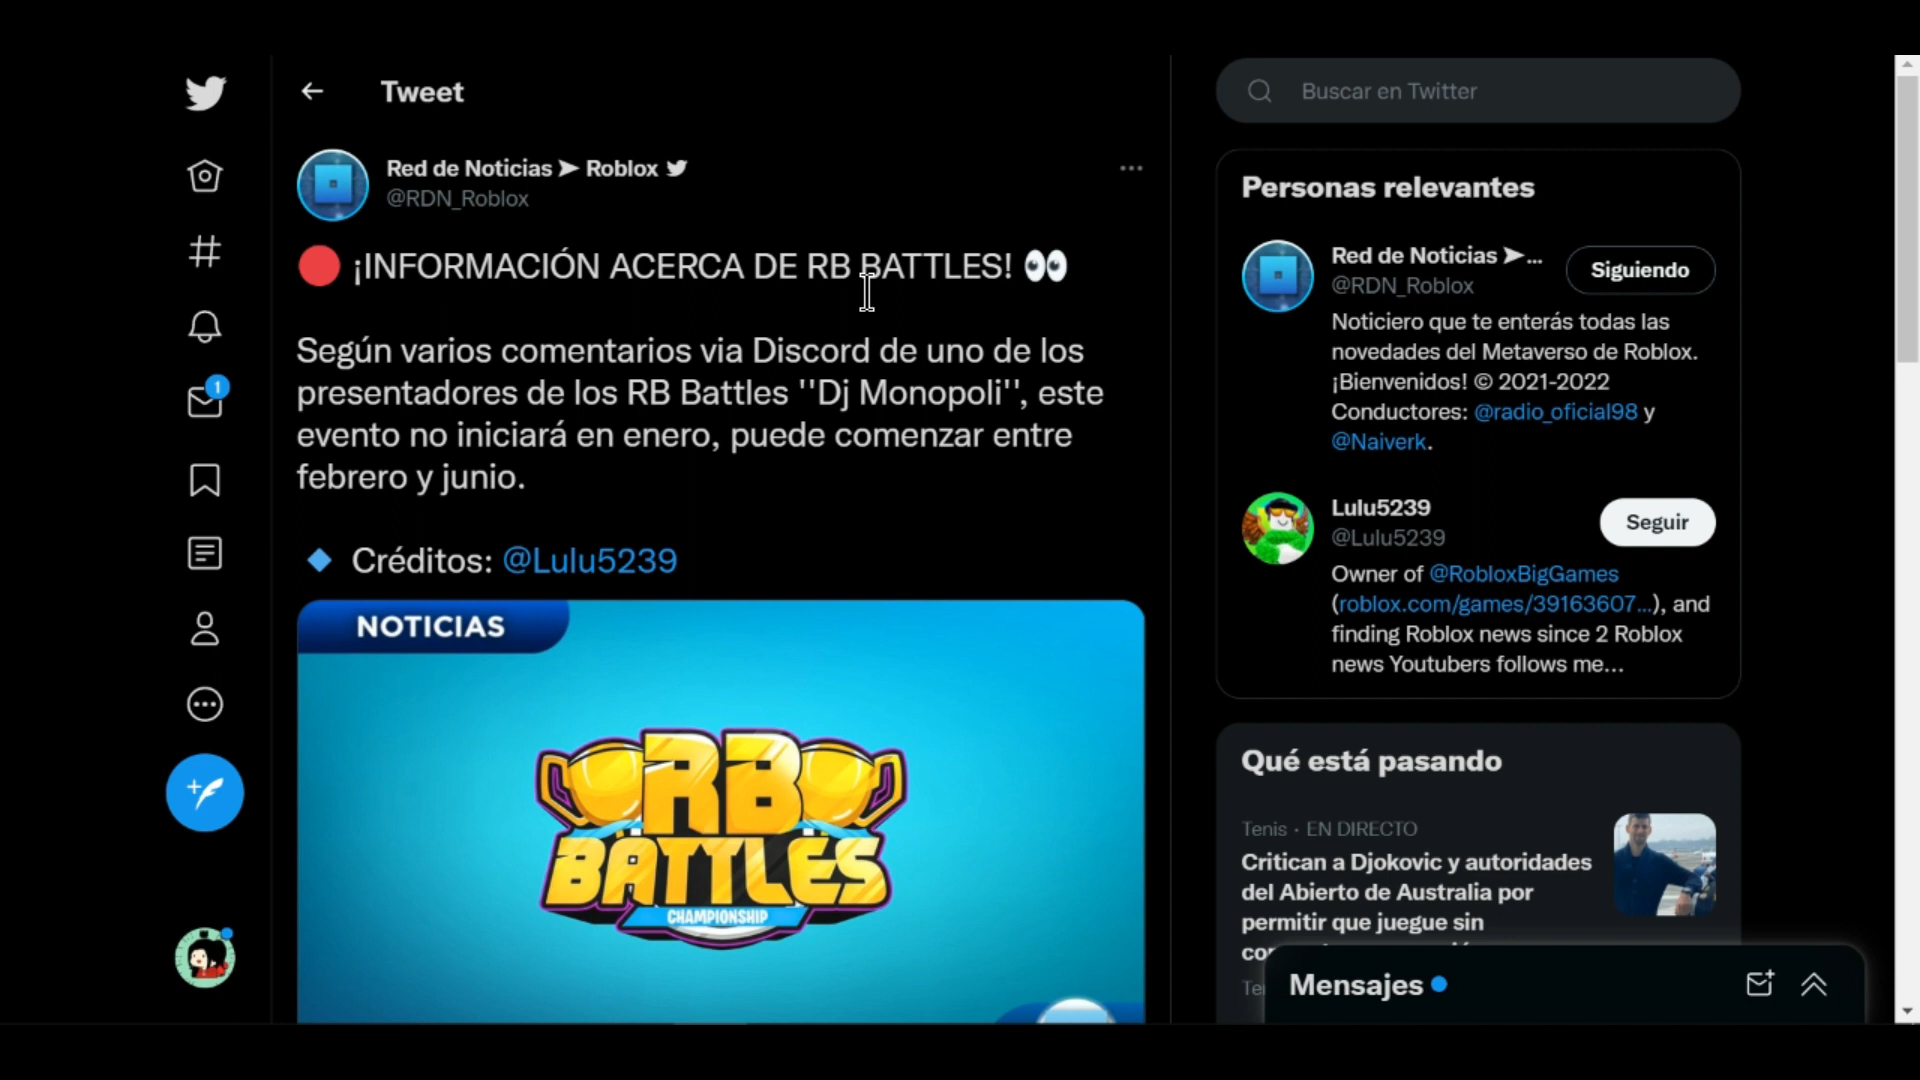 Tweet
Red de Noticias ➤ Roblox
@RDN_Roblox
🔴 ¡INFORMACIÓN ACERCA DE RB BATTLES! 👀
Según varios comentarios via Discord de uno de los
presentadores de los RB Battles ''Dj Monopoli'', este
evento no iniciará en enero, puede comenzar entre
febrero y junio.
🔹 Créditos: @Lulu5239
NOTICIAS
RB
BATTLES
CHAMPIONSHIP
Buscar en Twitter
Personas relevantes
Red de Noticias ➤...
Siguiendo
@RDN_Roblox
Noticiero que te enterás todas las
novedades del Metaverso de Roblox.
¡Bienvenidos! © 2021-2022
Conductores: @radio_oficial98 y
@Naiverk.
Lulu5239
Seguir
@Lulu5239
Owner of @RobloxBigGames
(roblox.com/games/39163607...), and
finding Roblox news since 2 Roblox
news Youtubers follows me...
Qué está pasando
Tenis · EN DIRECTO
Critican a Djokovic y autoridades
del Abierto de Australia por
permitir que juegue sin
Mensajes
1